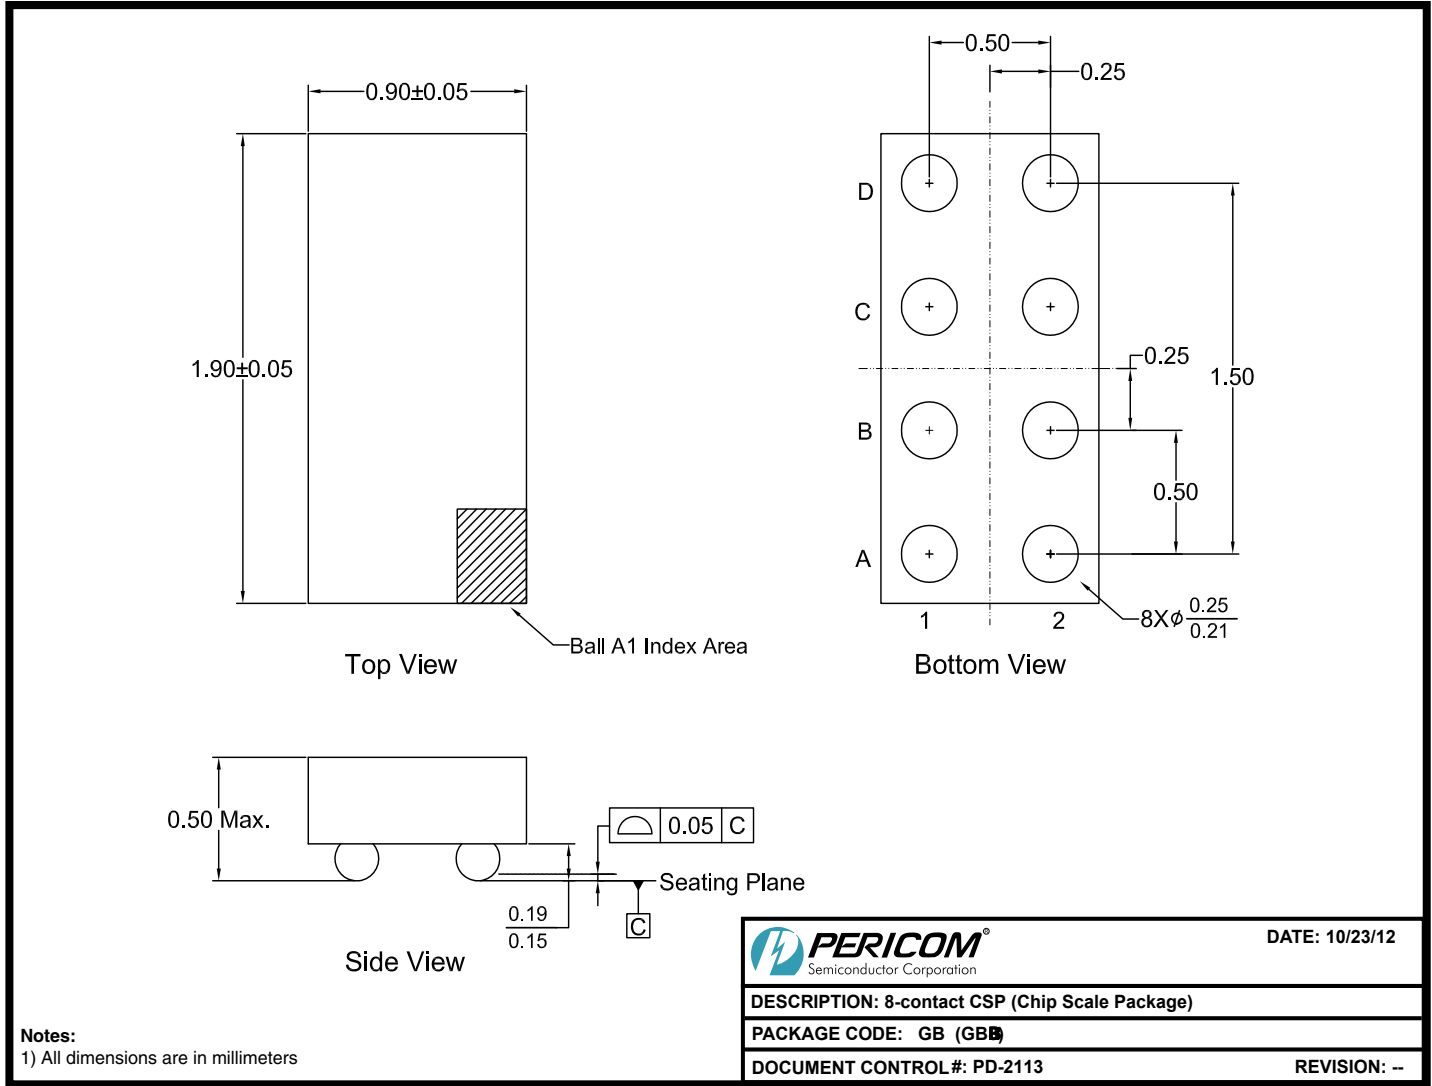 0.50
0.25
0.90±0.05
D
C
0.25
1.90±0.05
1.50
B
0.50
A
0.25
8XΦ
0.21
1
2
Ball A1 Index Area
Top View
Bottom View
0.50 Max.
0.05 C
Seating Plane
0.19
0.15
C
Side View
PERICOM®
Semiconductor Corporation
DATE: 10/23/12
DESCRIPTION: 8-contact CSP (Chip Scale Package)
PACKAGE CODE: GB (GB
DOCUMENT CONTROL #: PD-2113
REVISION: --
Notes:
1) All dimensions are in millimeters